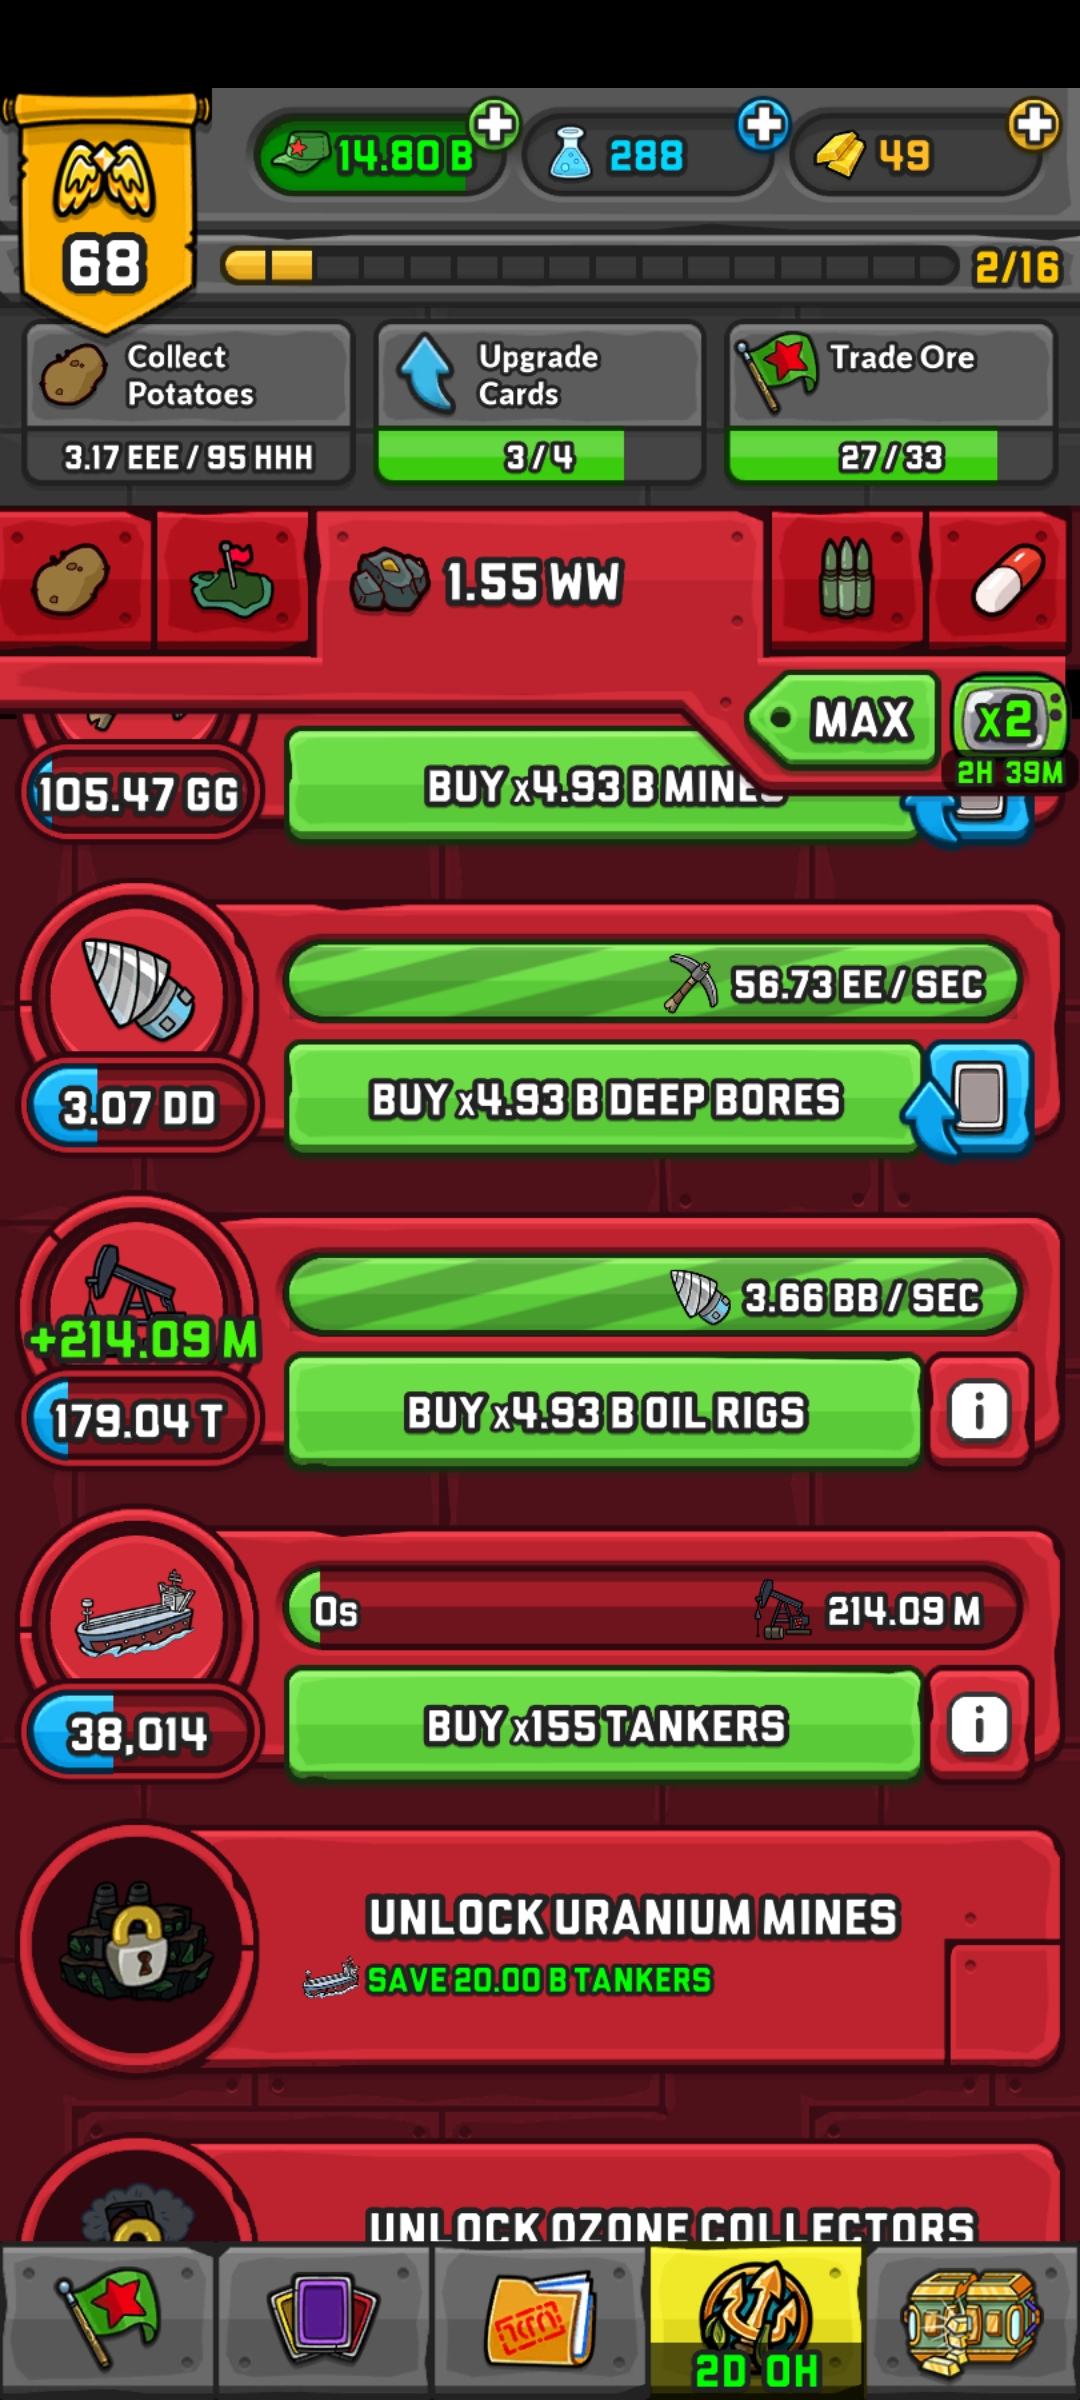 14.80 B
288
49
68
2/16
Collect
Potatoes
3.17 EEE / 95 HHH
Upgrade
Cards
3 / 4
Trade Ore
27 / 33
1.55 WW
MAX
x2
2H 39M
105.47 GG
BUY x4.93 B MINES
56.73 EE / SEC
3.07 DD
BUY x4.93 B DEEP BORES
3.66 BB / SEC
+214.09 M
179.04 T
BUY x4.93 B OIL RIGS
i
0s
214.09 M
38,014
BUY x155 TANKERS
i
UNLOCK URANIUM MINES
SAVE 20.00 B TANKERS
UNLOCK OZONE COLLECTORS
2D 0H